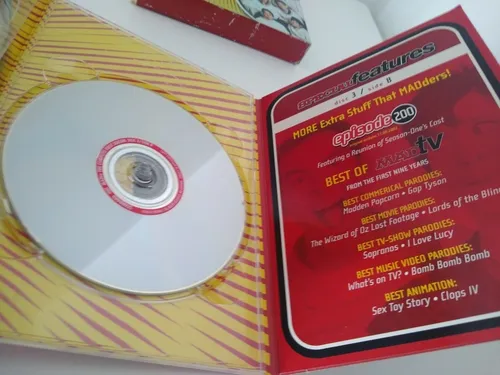 SPECIAL features
disc 3 / side B
MORE Extra Stuff That MADders!
episode 200
Featuring a Reunion of Season-One's Cast
BEST OF MADtv
FROM THE FIRST NINE YEARS
BEST COMMERICAL PARODIES:
Madden Popcorn • Gap Tyson
BEST MOVIE PARODIES:
The Wizard of Oz Lost Footage • Lords of the Bling
BEST TV-SHOW PARODIES:
Sopranos • I Love Lucy
BEST MUSIC VIDEO PARODIES:
What's on TV? • Bomb Bomb Bomb
BEST ANIMATION:
Sex Toy Story • Clops IV